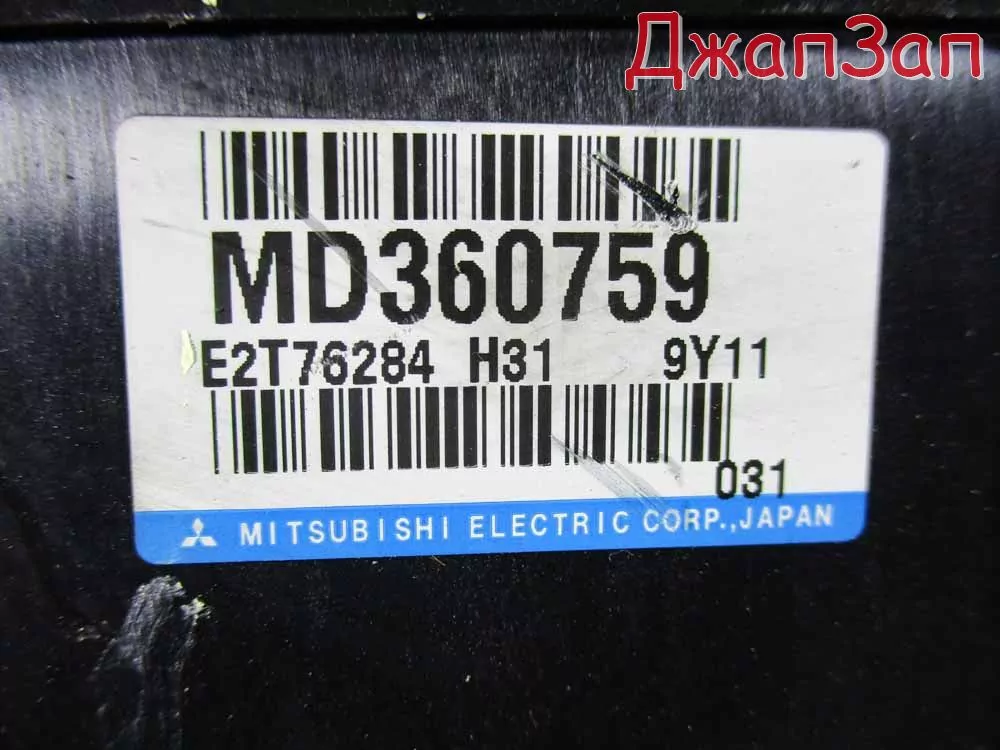 ДжапЗап
MD360759
E2T76284 H31 9Y11
031
MITSUBISHI ELECTRIC CORP.,JAPAN